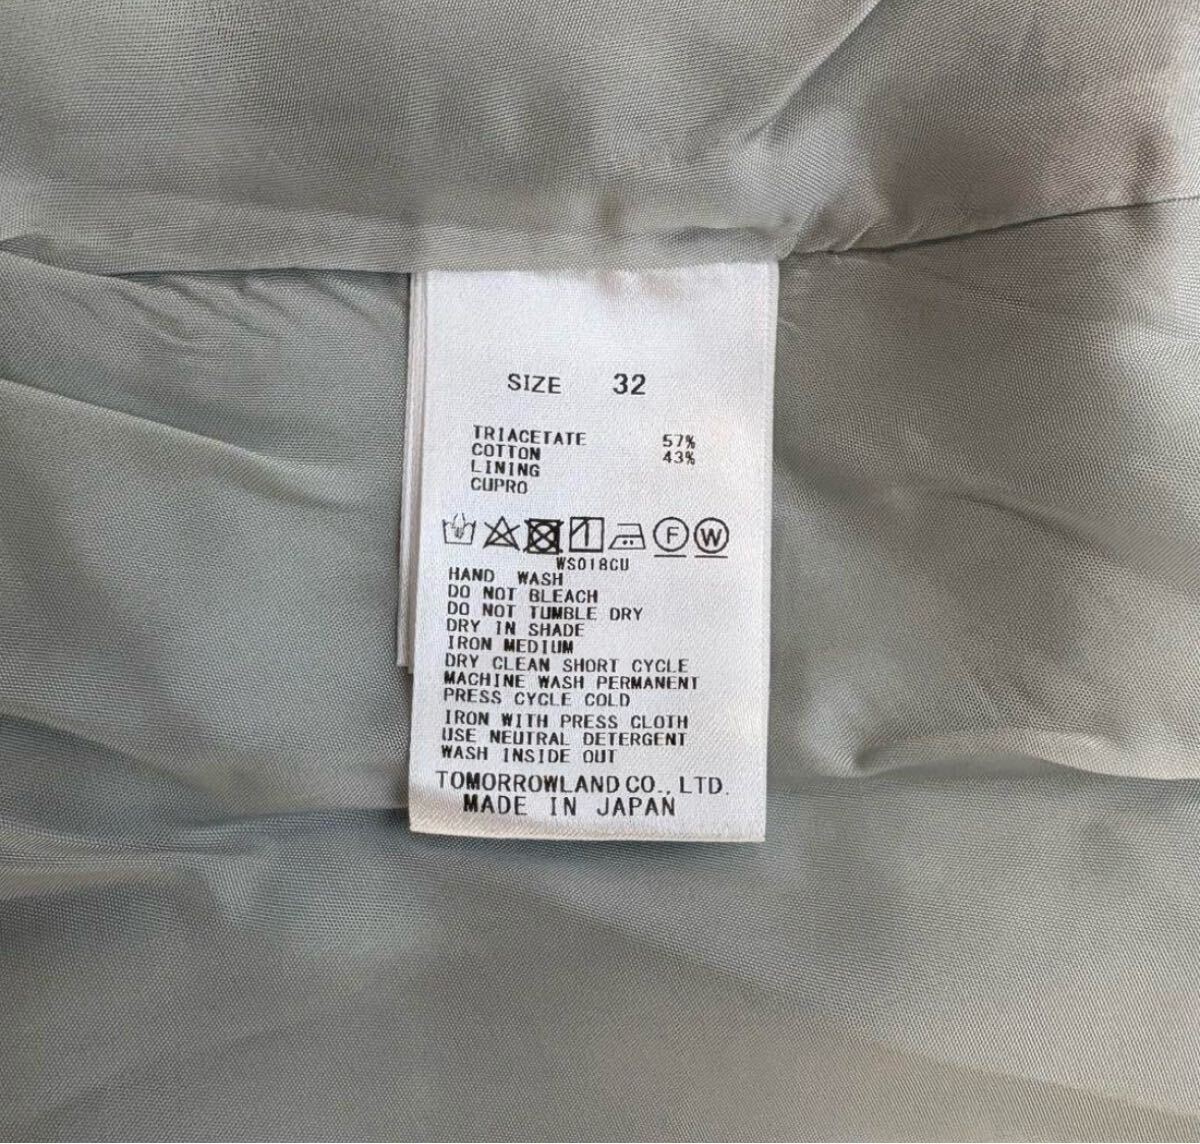 SIZE 32
TRIACETATE 57%
COTTON 43%
LINING
CUPRO
F W
WS018CU
HAND WASH
DO NOT BLEACH
DO NOT TUMBLE DRY
DRY IN SHADE
IRON MEDIUM
DRY CLEAN SHORT CYCLE
MACHINE WASH PERMANENT
PRESS CYCLE COLD
IRON WITH PRESS CLOTH
USE NEUTRAL DETERGENT
WASH INSIDE OUT
TOMORROWLAND CO., LTD.
MADE IN JAPAN